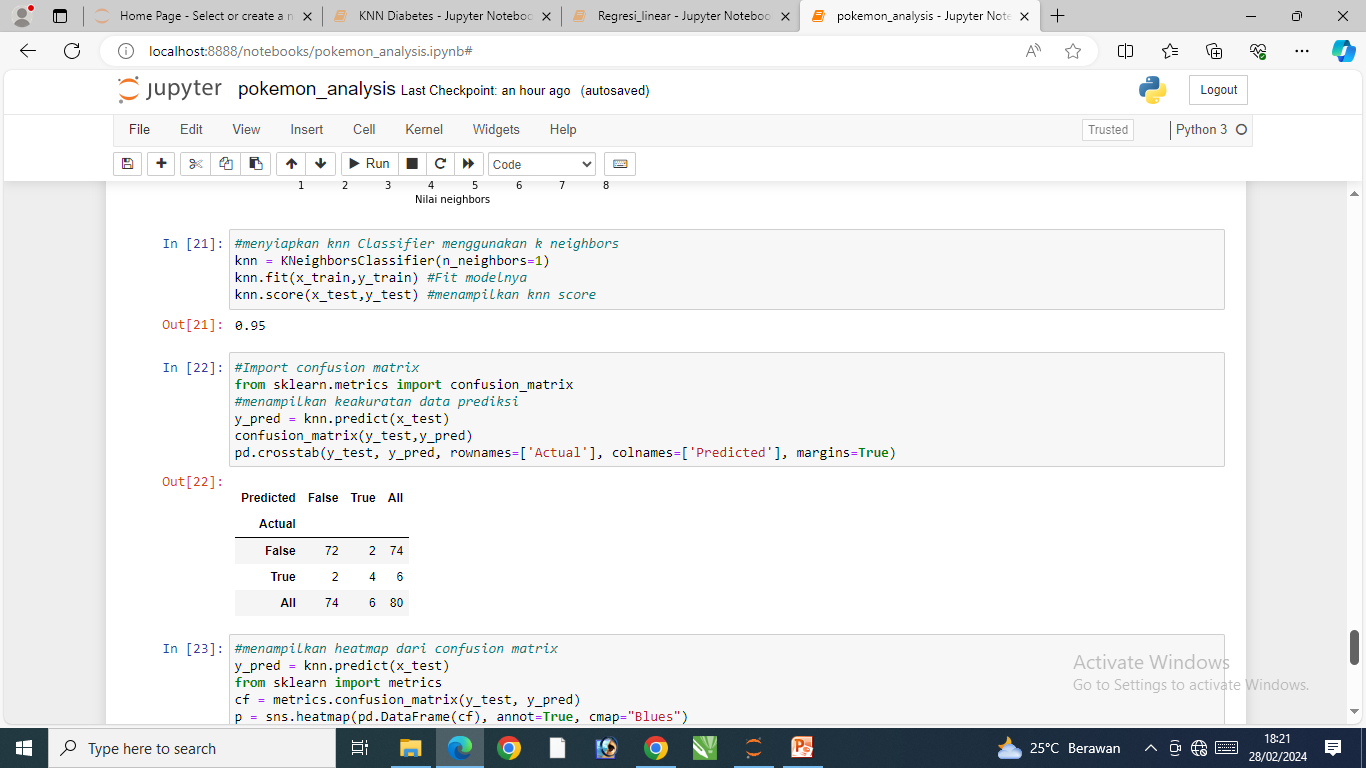 Home Page - Select or create a n
KNN Diabetes - Jupyter Noteboo
Regresi_linear - Jupyter Noteboo
pokemon_analysis - Jupyter Note
localhost:8888/notebooks/pokemon_analysis.ipynb#
jupyter pokemon_analysis Last Checkpoint: an hour ago (autosaved)
Logout
File Edit View Insert Cell Kernel Widgets Help
Trusted
Python 3
Run
Code
1 2 3 4 5 6 7 8
Nilai neighbors
In [21]: #menyiapkan knn Classifier menggunakan k neighbors
knn = KNeighborsClassifier(n_neighbors=1)
knn.fit(x_train,y_train) #Fit modelnya
knn.score(x_test,y_test) #menampilkan knn score
Out[21]: 0.95
In [22]: #Import confusion matrix
from sklearn.metrics import confusion_matrix
#menampilkan keakuratan data prediksi
y_pred = knn.predict(x_test)
confusion_matrix(y_test,y_pred)
pd.crosstab(y_test, y_pred, rownames=['Actual'], colnames=['Predicted'], margins=True)
Out[22]:
Predicted False True All
Actual
False 72 2 74
True 2 4 6
All 74 6 80
In [23]: #menampilkan heatmap dari confusion matrix
y_pred = knn.predict(x_test)
from sklearn import metrics
cf = metrics.confusion_matrix(y_test, y_pred)
p = sns.heatmap(pd.DataFrame(cf), annot=True, cmap="Blues")
Activate Windows
Go to Settings to activate Windows.
Type here to search
25°C Berawan
18:21
28/02/2024